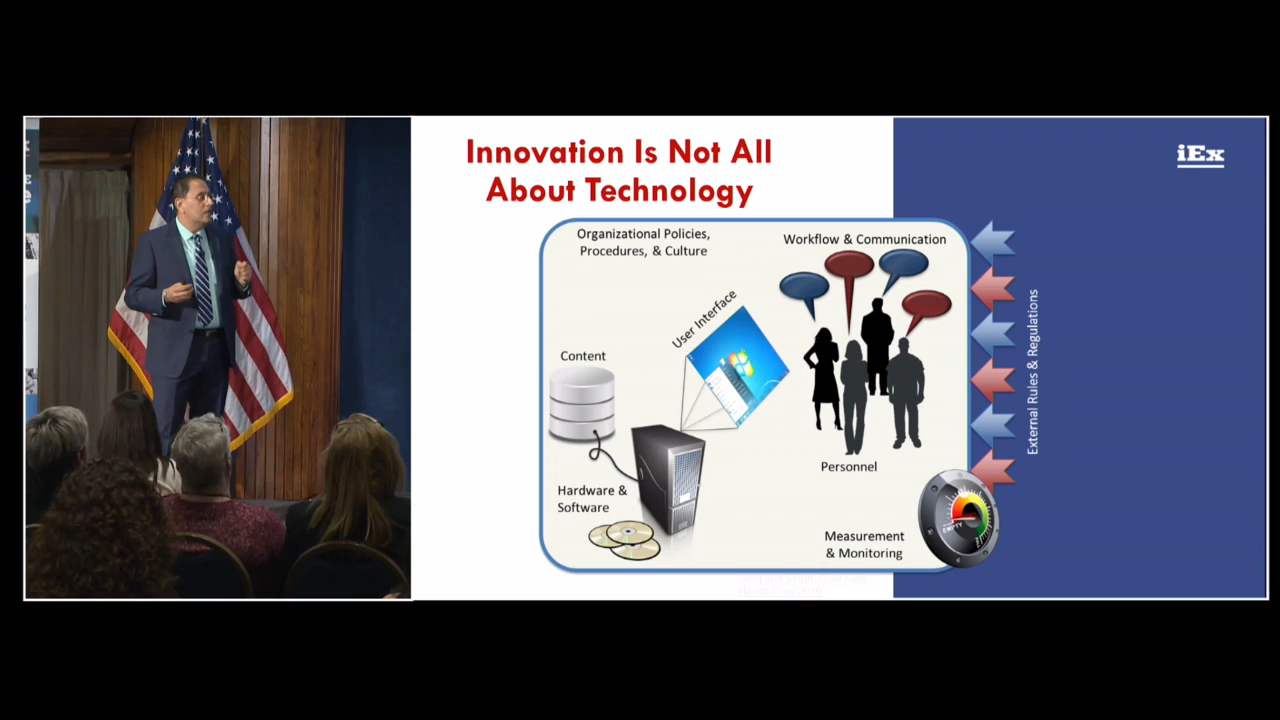 Innovation Is Not All
About Technology
iEx
Organizational Policies,
Procedures, & Culture
Workflow & Communication
User Interface
Content
External Rules & Regulations
Personnel
Hardware &
Software
EMPTY
Measurement
& Monitoring